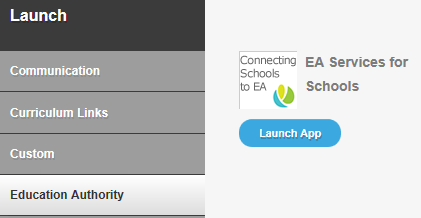 Launch
Communication
Curriculum Links
Custom
Education Authority
Connecting
Schools
to EA
EA Services for
Schools
Launch App